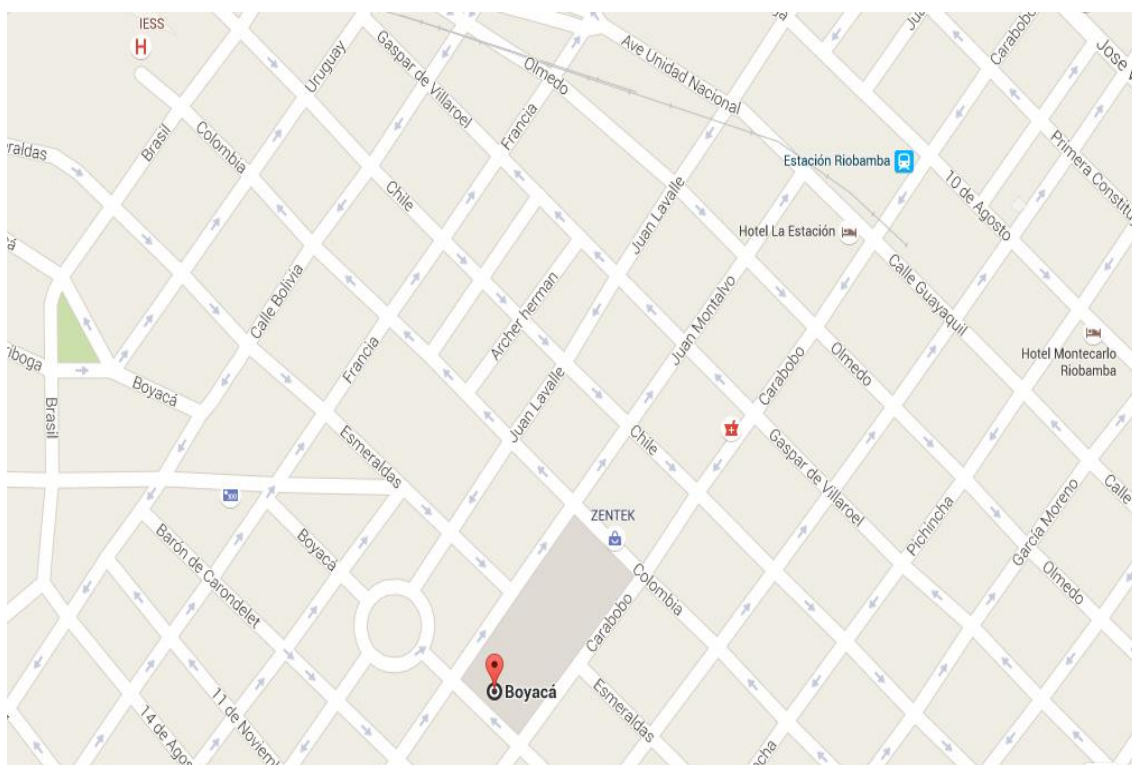 IESS
H
Uruguay
Gaspar de Villaroel
Olmedo
Ave Unidad Nacional
Carabobo
Brasil
Colombia
Chile
Francia
Juan Lavalle
Estación Riobamba
10 de Agosto
Hotel La Estación
Calle Bolivia
Archer herman
Juan Montalvo
Calle Guayaquil
Hotel Montecarlo
Riobamba
Boyacá
Brasil
Francia
Juan Lavalle
Carabobo
Olmedo
Esmeraldas
Chile
Gaspar de Villaroel
Pichincha
García Moreno
Calle
ZENTEK
Boyacá
Barón de Carondelet
Colombia
Olmedo
Carabobo
Boyacá
Esmeraldas
11 de Noviem
14 de Agos